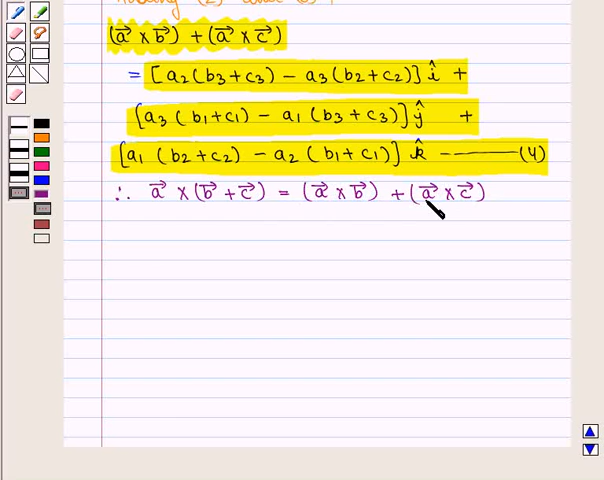 (a⃗ × b⃗) + (a⃗ × c⃗)
= [a₂(b₃+c₃) − a₃(b₂+c₂)] î +
[a₃(b₁+c₁) − a₁(b₃+c₃)] ĵ +
[a₁(b₂+c₂) − a₂(b₁+c₁)] k̂ ——— (4)
∴ a⃗ × (b⃗ + c⃗) = (a⃗ × b⃗) + (a⃗ × c⃗)